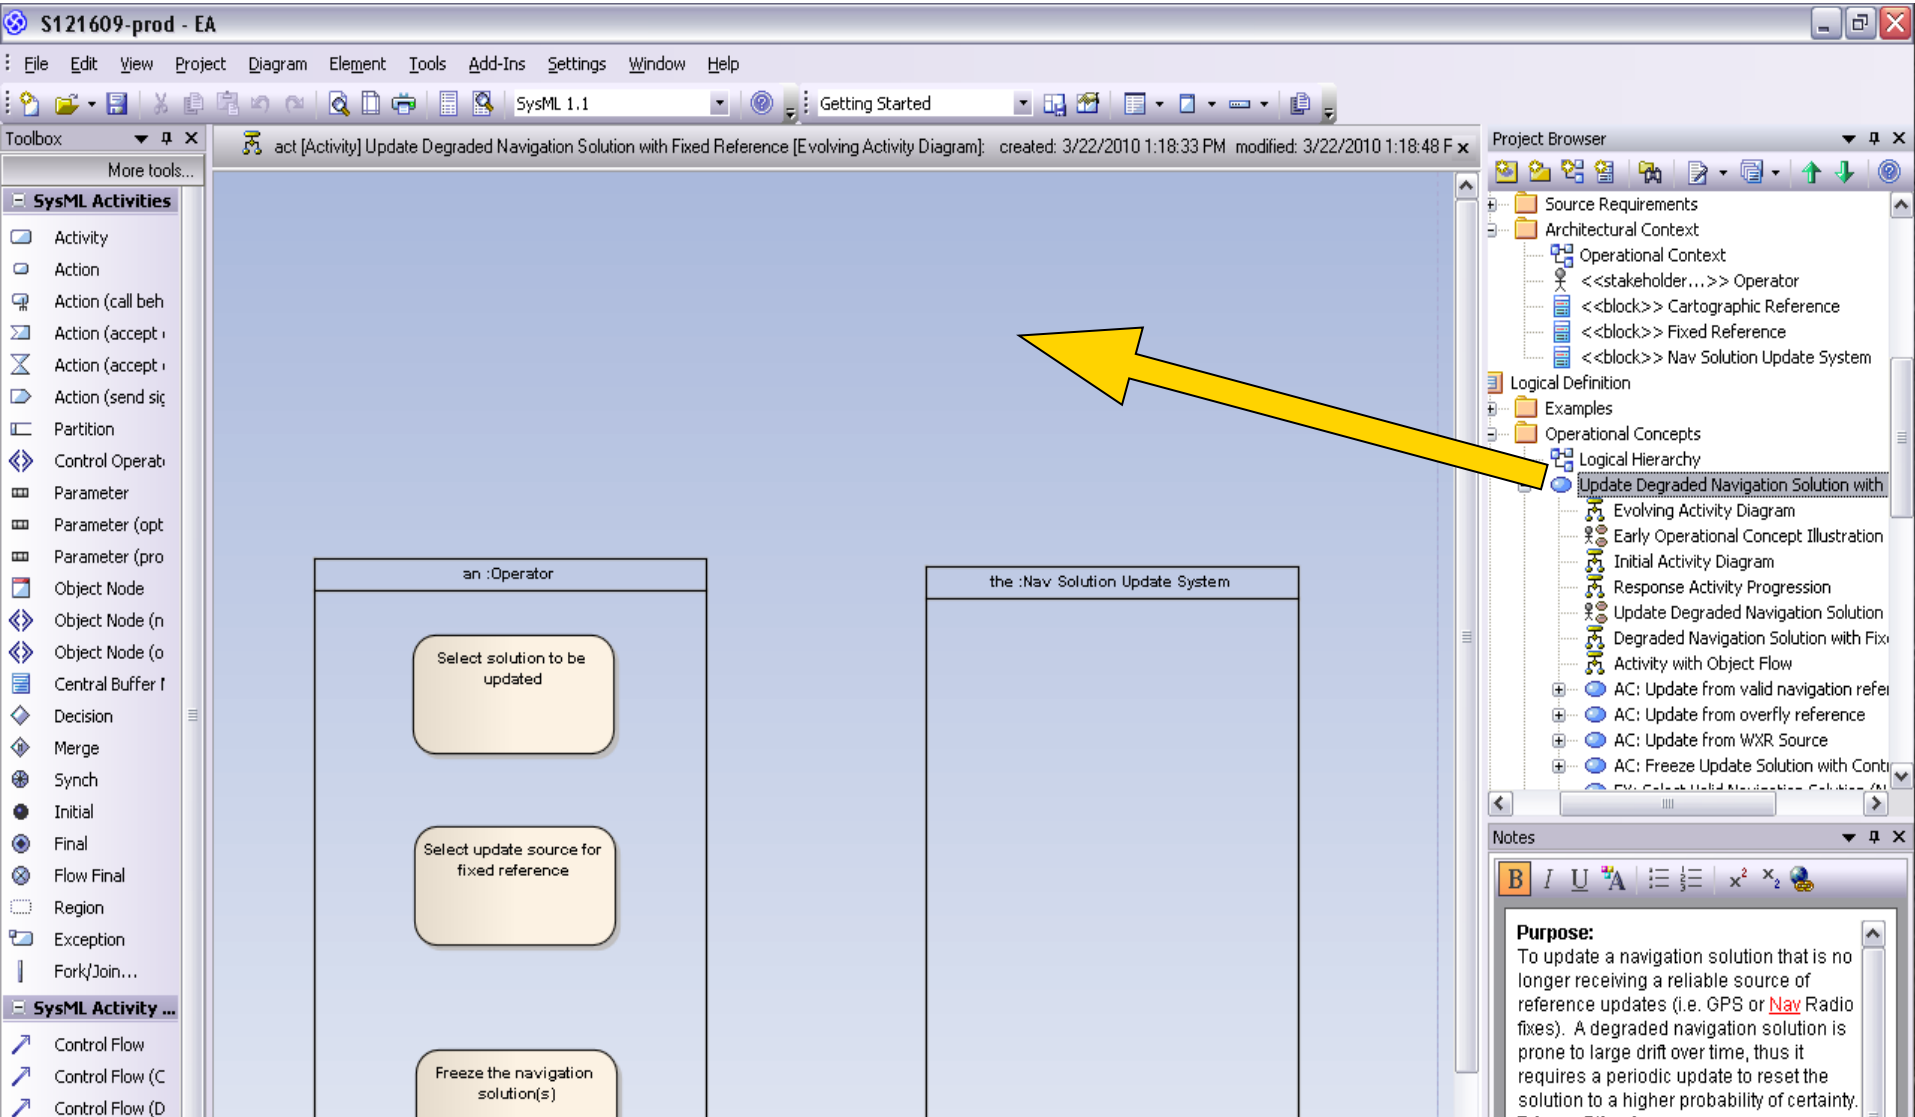 S121609-prod - EA
File Edit View Project Diagram Element Tools Add-Ins Settings Window Help
SysML 1.1
Getting Started
Toolbox
More tools...
SysML Activities
Activity
Action
Action (call beh
Action (accept
Action (accept
Action (send sig
Partition
Control Operat
Parameter
Parameter (opt
Parameter (pro
Object Node
Object Node (n
Object Node (o
Central Buffer
Decision
Merge
Synch
Initial
Final
Flow Final
Region
Exception
Fork/Join...
SysML Activity ...
Control Flow
Control Flow (C
Control Flow (D
act [Activity] Update Degraded Navigation Solution with Fixed Reference [Evolving Activity Diagram]: created: 3/22/2010 1:18:33 PM modified: 3/22/2010 1:18:48 F
an :Operator
Select solution to be
updated
Select update source for
fixed reference
Freeze the navigation
solution(s)
the :Nav Solution Update System
Project Browser
Source Requirements
Architectural Context
Operational Context
<<stakeholder...>> Operator
<<block>> Cartographic Reference
<<block>> Fixed Reference
<<block>> Nav Solution Update System
Logical Definition
Examples
Operational Concepts
Logical Hierarchy
Update Degraded Navigation Solution with
Evolving Activity Diagram
Early Operational Concept Illustration
Initial Activity Diagram
Response Activity Progression
Update Degraded Navigation Solution
Degraded Navigation Solution with Fix
Activity with Object Flow
AC: Update from valid navigation refe
AC: Update from overfly reference
AC: Update from WXR Source
AC: Freeze Update Solution with Cont
Notes
B I U A x² x₂
Purpose:
To update a navigation solution that is no
longer receiving a reliable source of
reference updates (i.e. GPS or Nav Radio
fixes). A degraded navigation solution is
prone to large drift over time, thus it
requires a periodic update to reset the
solution to a higher probability of certainty.